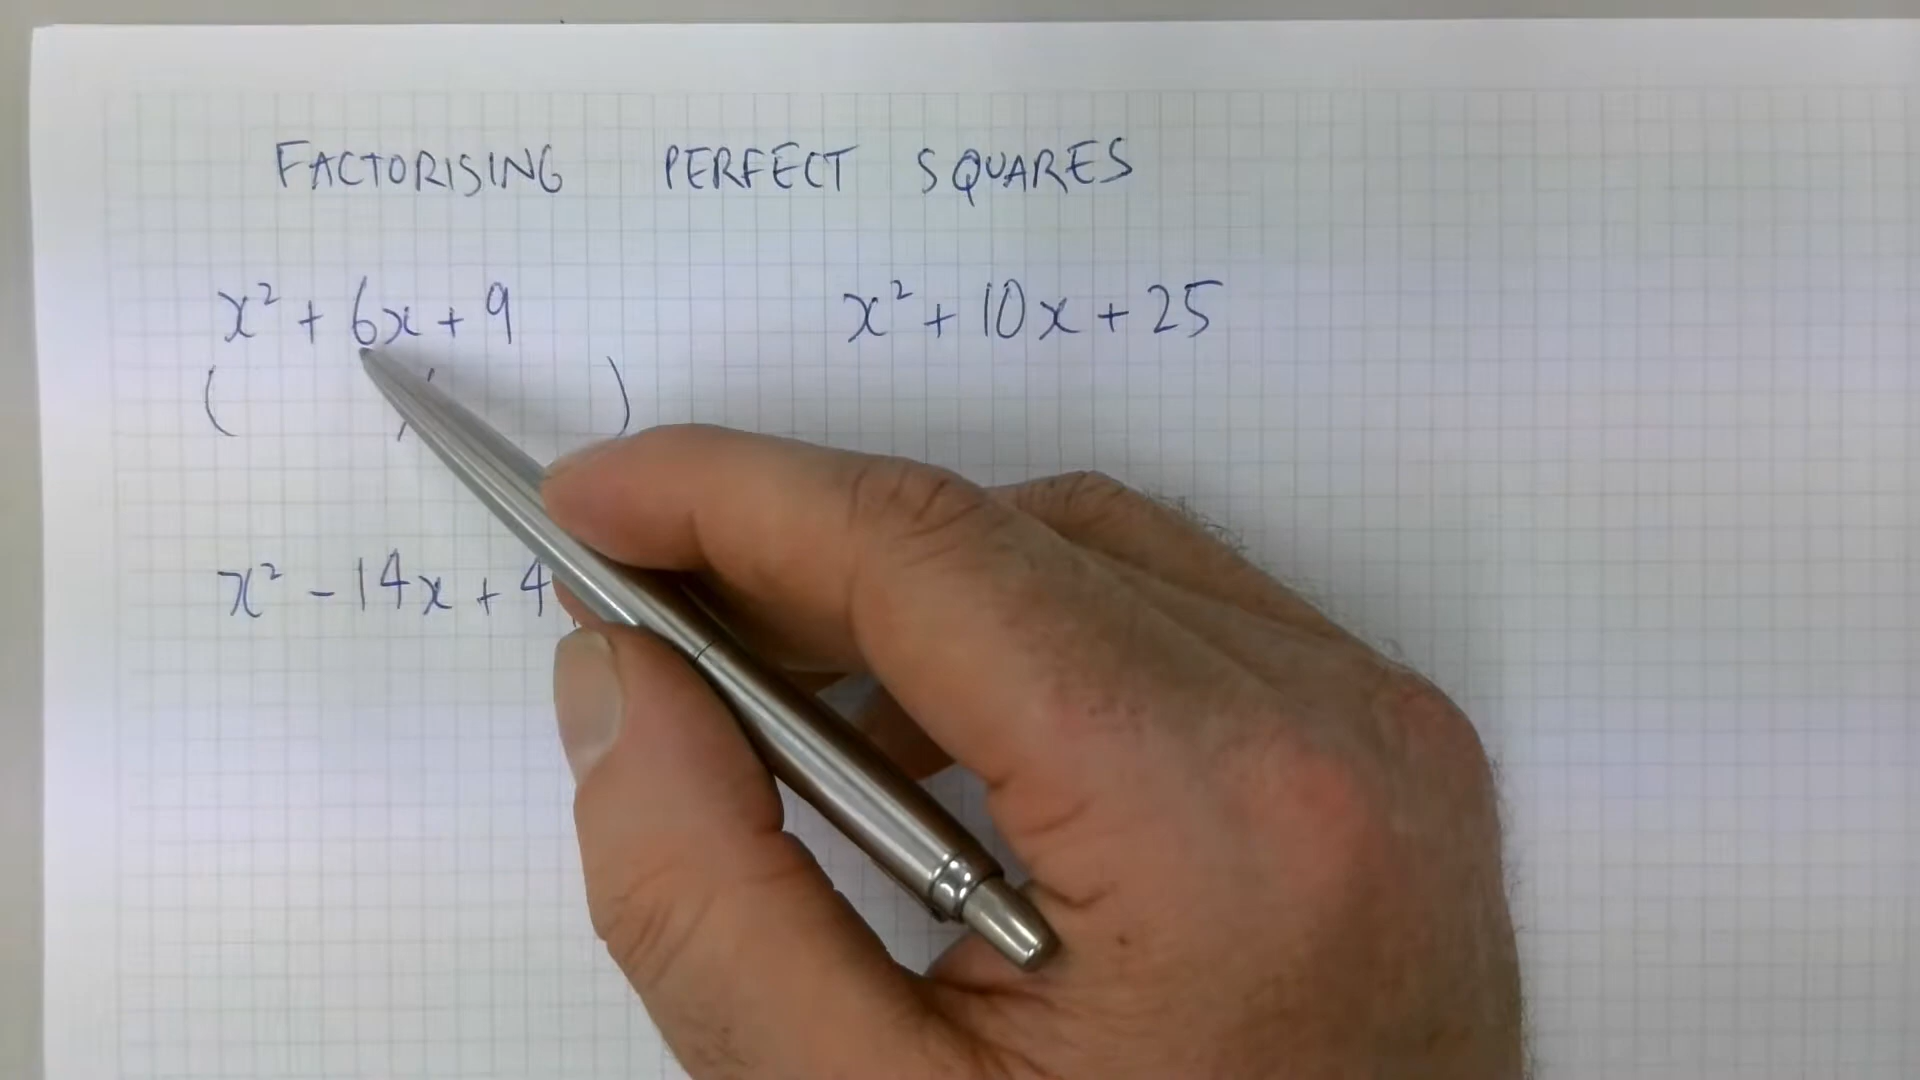 FACTORISING PERFECT SQUARES
x² + 6x + 9
x² + 10x + 25
( )( )
x² - 14x + 4